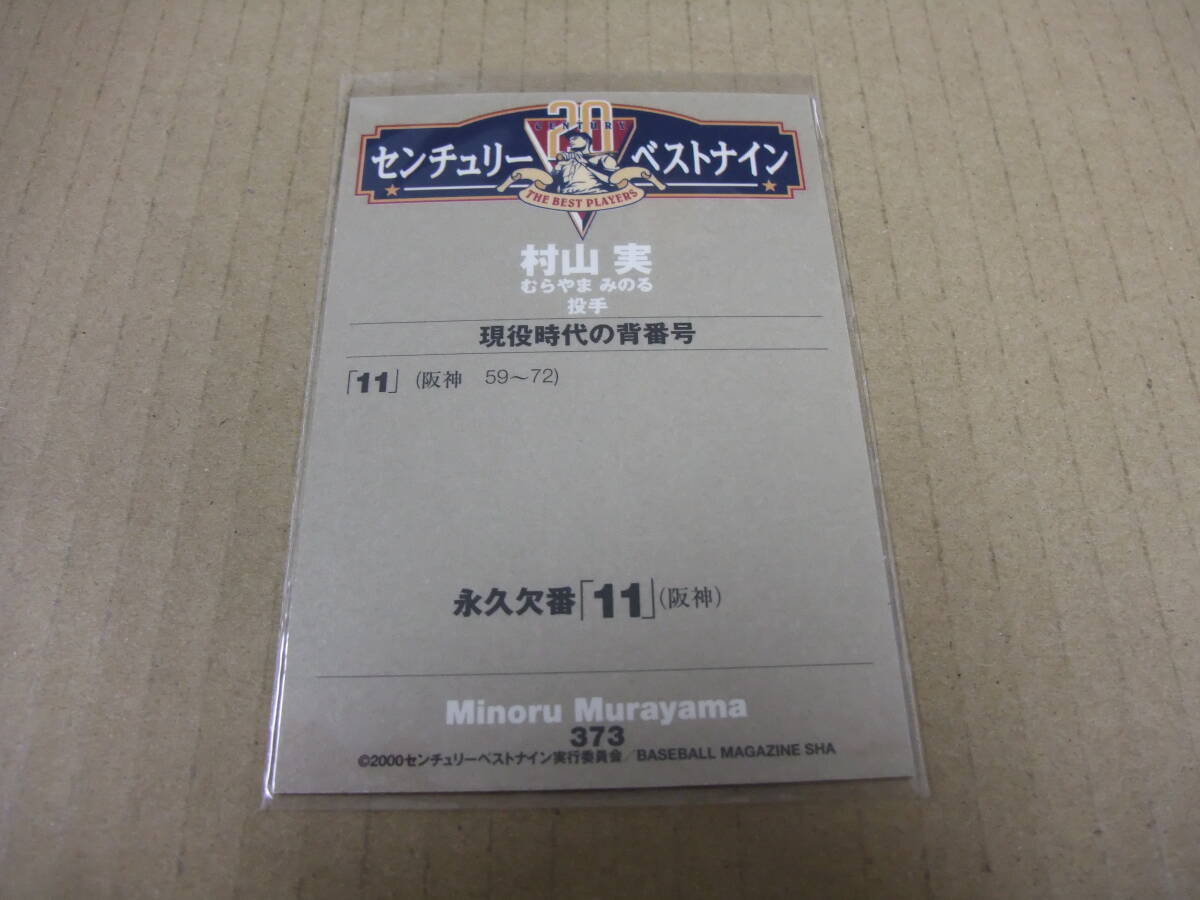 20
CENTURY
センチュリー ベストナイン
THE BEST PLAYERS
村山 実
むらやま みのる
投手
現役時代の背番号
「11」(阪神 59～72)
永久欠番「11」(阪神)
Minoru Murayama
373
©2000センチュリーベストナイン実行委員会/BASEBALL MAGAZINE SHA